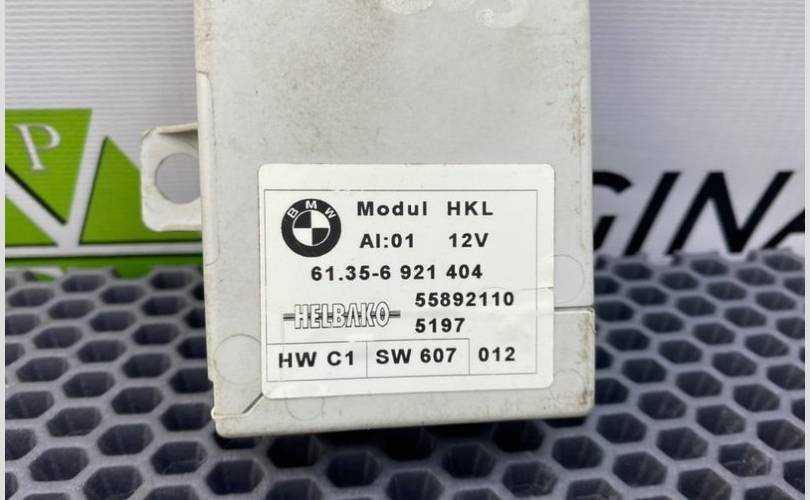 P
GINA
BMW
Modul HKL
AI:01 12V
61.35-6 921 404
HELBAKO
55892110
5197
HW C1 SW 607 012